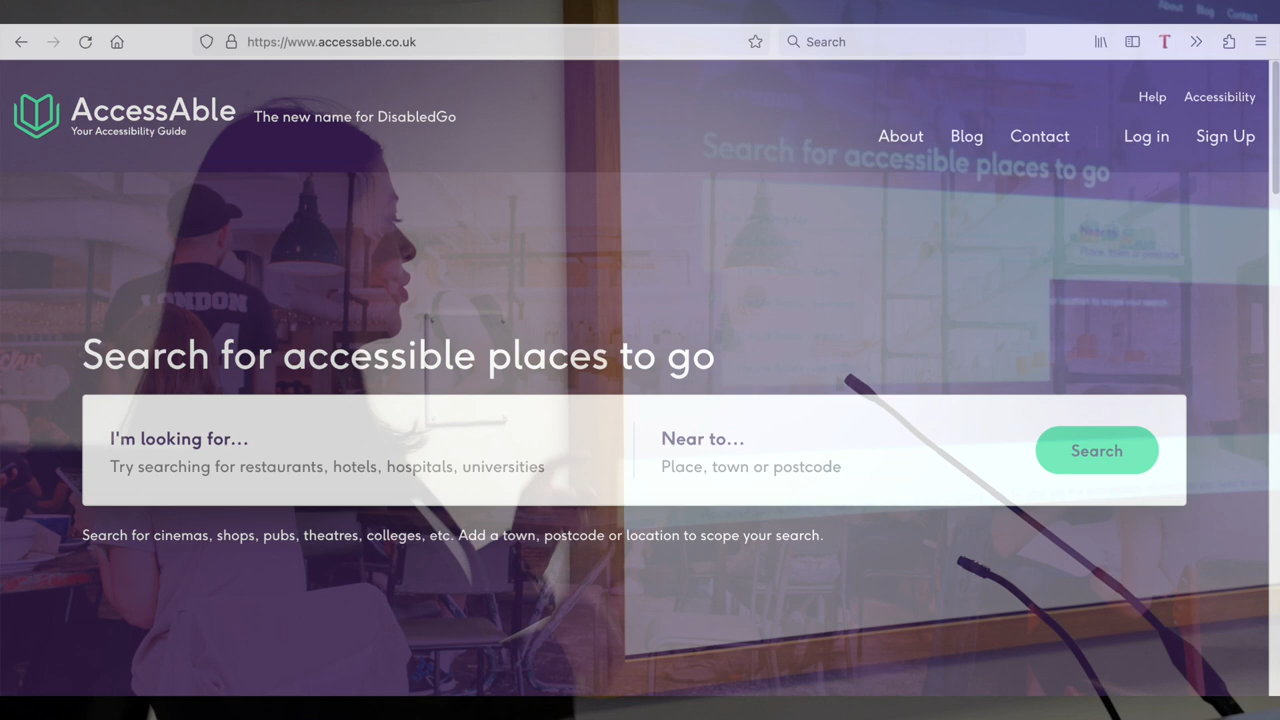 About Blog Contact
https://www.accessable.co.uk
Search
T
AccessAble
Your Accessibility Guide
The new name for DisabledGo
Help Accessibility
About Blog Contact Log in Sign Up
Search for accessible places to go
LONDON
Search for accessible places to go
I'm looking for...
Try searching for restaurants, hotels, hospitals, universities
Near to...
Place, town or postcode
Search
Search for cinemas, shops, pubs, theatres, colleges, etc. Add a town, postcode or location to scope your search.